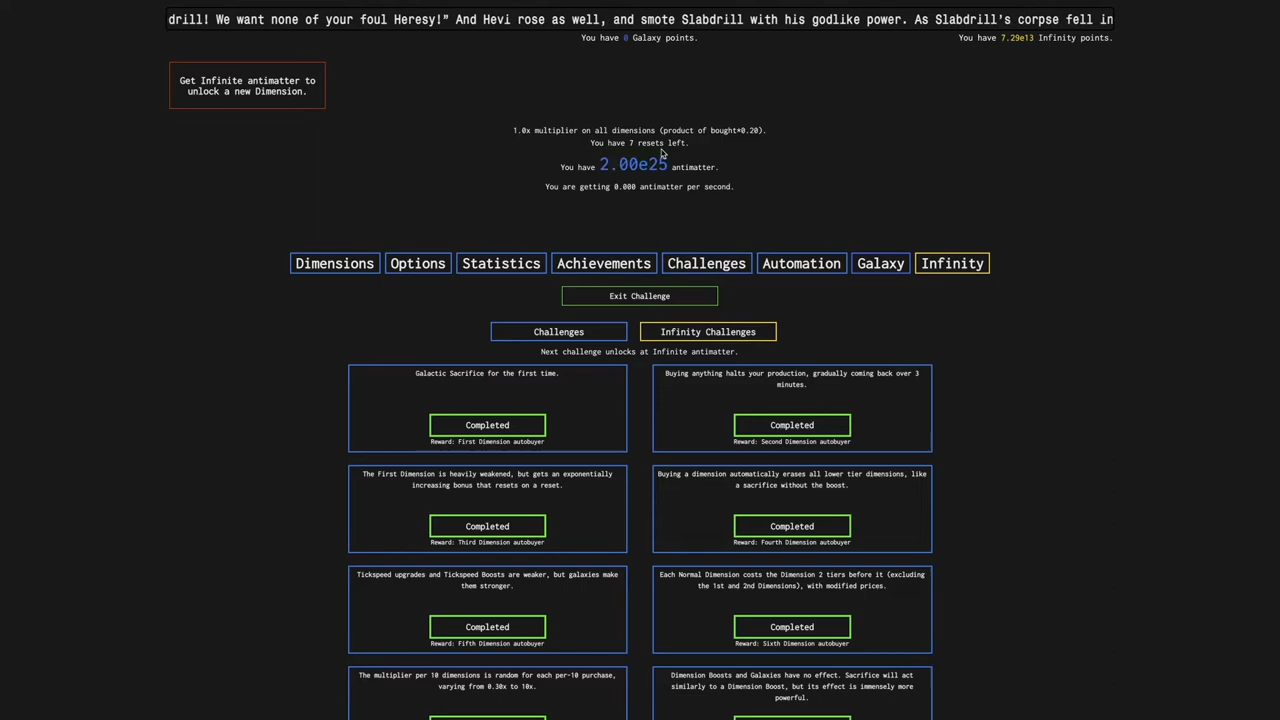 drill! We want none of your foul Heresy!” And Hevi rose as well, and smote Slabdrill with his godlike power. As Slabdrill’s corpse fell in
You have 0 Galaxy points.
You have 7.29e13 Infinity points.
Get Infinite antimatter to
unlock a new Dimension.
1.0x multiplier on all dimensions (product of bought*0.20).
You have 7 resets left.
You have 2.00e25 antimatter.
You are getting 0.000 antimatter per second.
Dimensions Options Statistics Achievements Challenges Automation Galaxy Infinity
Exit Challenge
Challenges Infinity Challenges
Next challenge unlocks at Infinite antimatter.
Galactic Sacrifice for the first time.
Completed
Reward: First Dimension autobuyer
Buying anything halts your production, gradually coming back over 3
minutes.
Completed
Reward: Second Dimension autobuyer
The First Dimension is heavily weakened, but gets an exponentially
increasing bonus that resets on a reset.
Completed
Reward: Third Dimension autobuyer
Buying a dimension automatically erases all lower tier dimensions, like
a sacrifice without the boost.
Completed
Reward: Fourth Dimension autobuyer
Tickspeed upgrades and Tickspeed Boosts are weaker, but galaxies make
them stronger.
Completed
Reward: Fifth Dimension autobuyer
Each Normal Dimension costs the Dimension 2 tiers before it (excluding
the 1st and 2nd Dimensions), with modified prices.
Completed
Reward: Sixth Dimension autobuyer
The multiplier per 10 dimensions is random for each per-10 purchase,
varying from 0.30x to 10x.
Dimension Boosts and Galaxies have no effect. Sacrifice will act
similarly to a Dimension Boost, but its effect is immensely more
powerful.